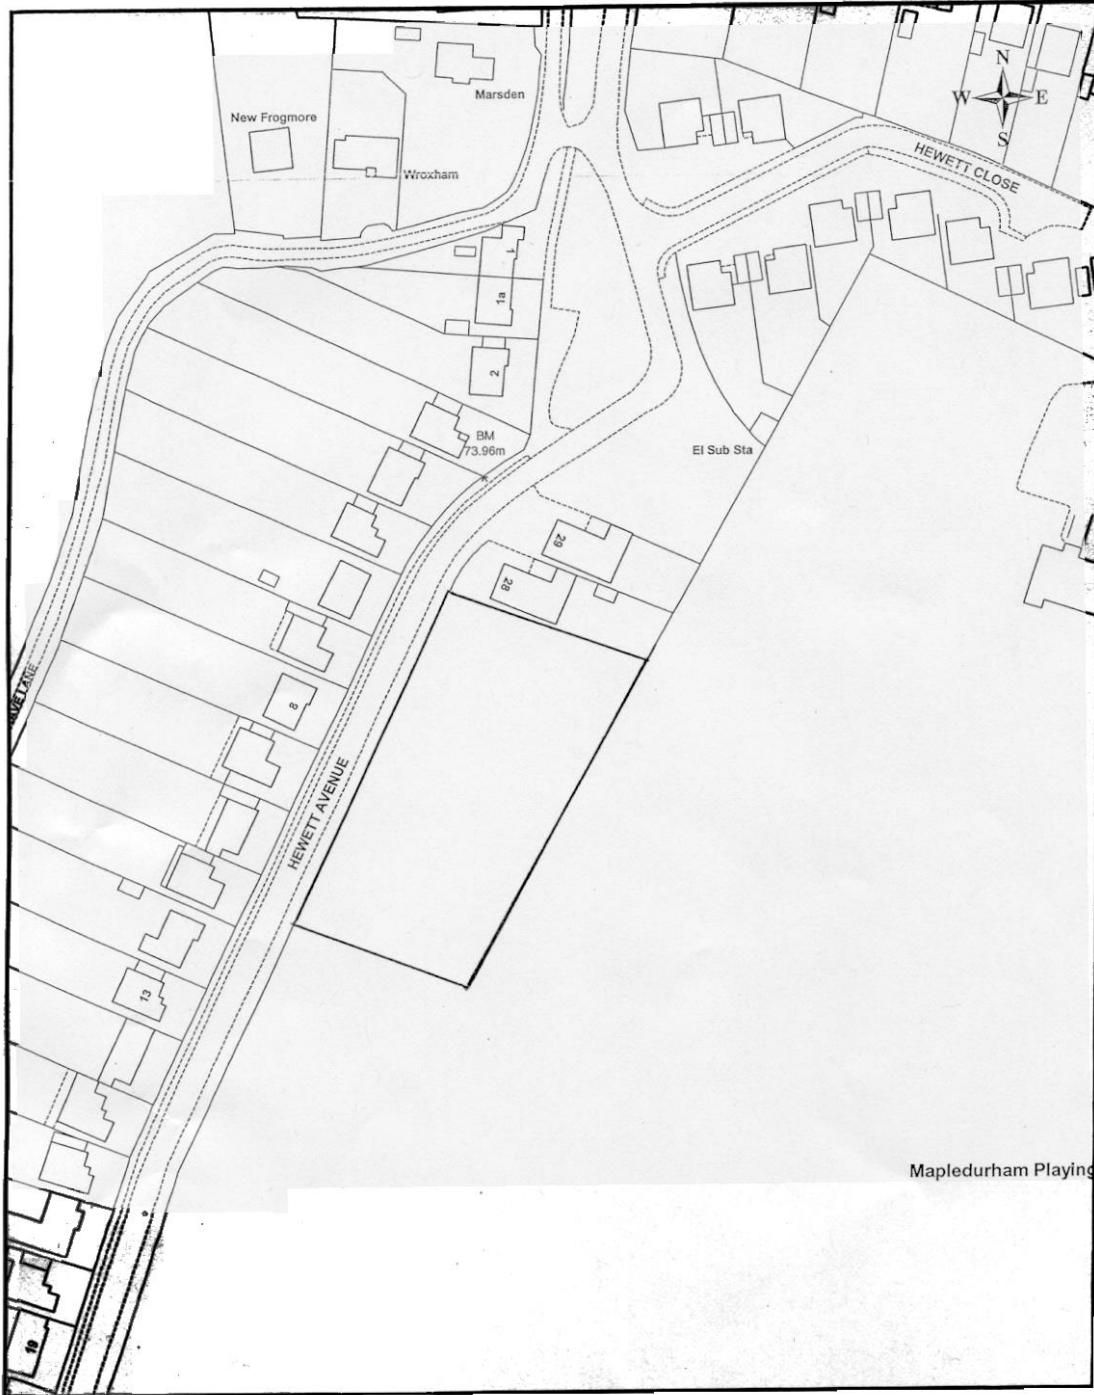 N
W E
S
Marsden
New Frogmore
Wroxham
HEWETT CLOSE
1
1a
2
BM
73.96m
El Sub Sta
29
28
8
HEWETT AVENUE
13
Mapledurham Playing
19